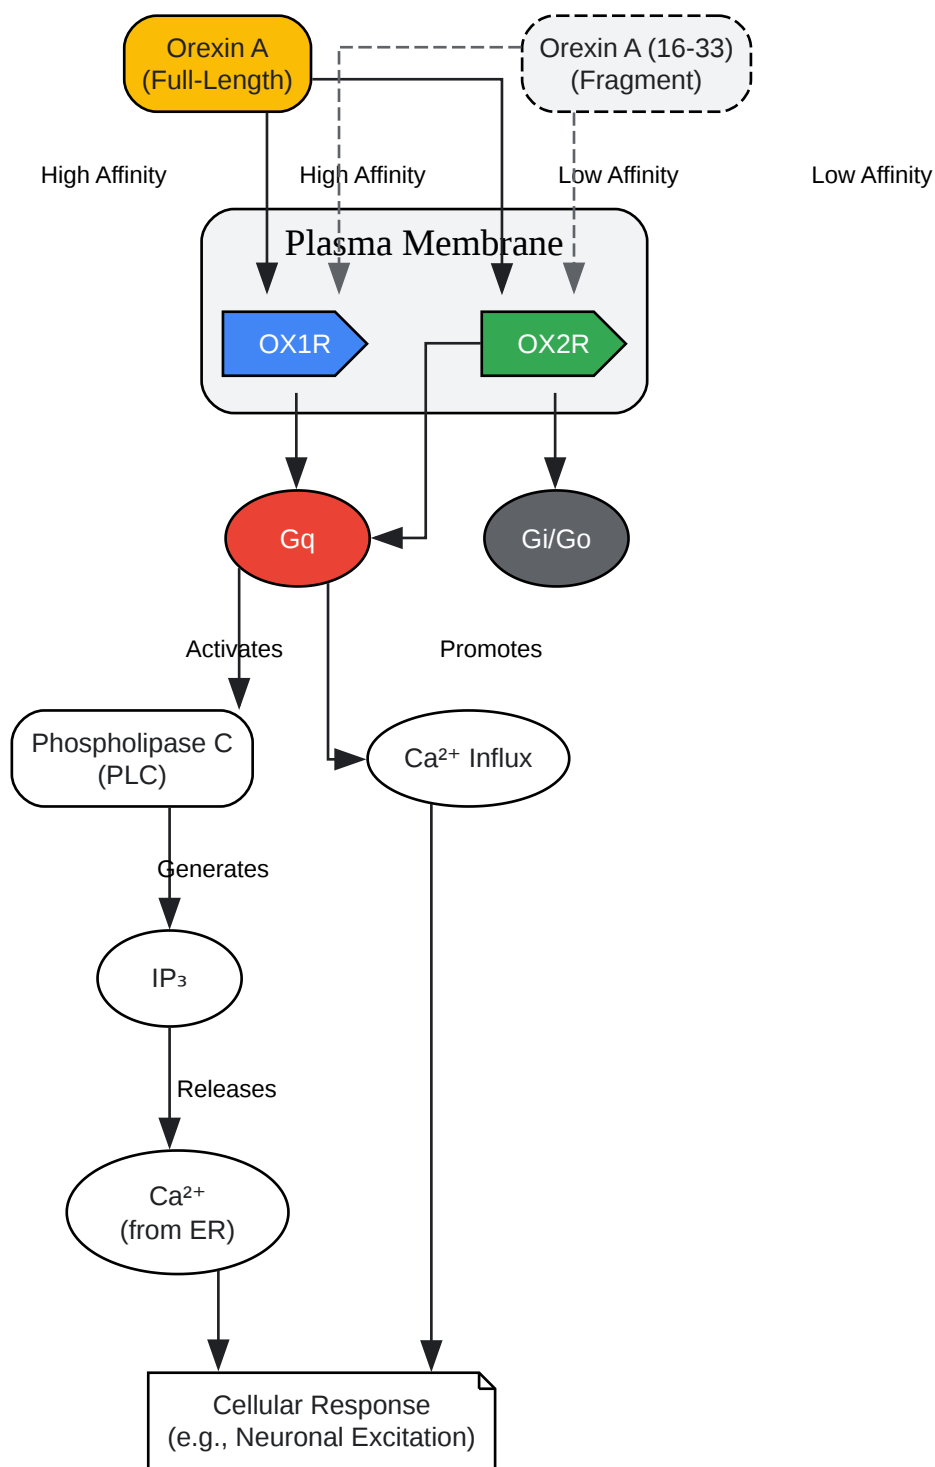 Orexin A
(Full-Length)
Orexin A (16-33)
(Fragment)
High Affinity
High Affinity
Low Affinity
Low Affinity
Plasma Membrane
OX1R
OX2R
Gq
Gi/Go
Activates
Promotes
Phospholipase C
(PLC)
Ca²⁺ Influx
Generates
IP₃
Releases
Ca²⁺
(from ER)
Cellular Response
(e.g., Neuronal Excitation)